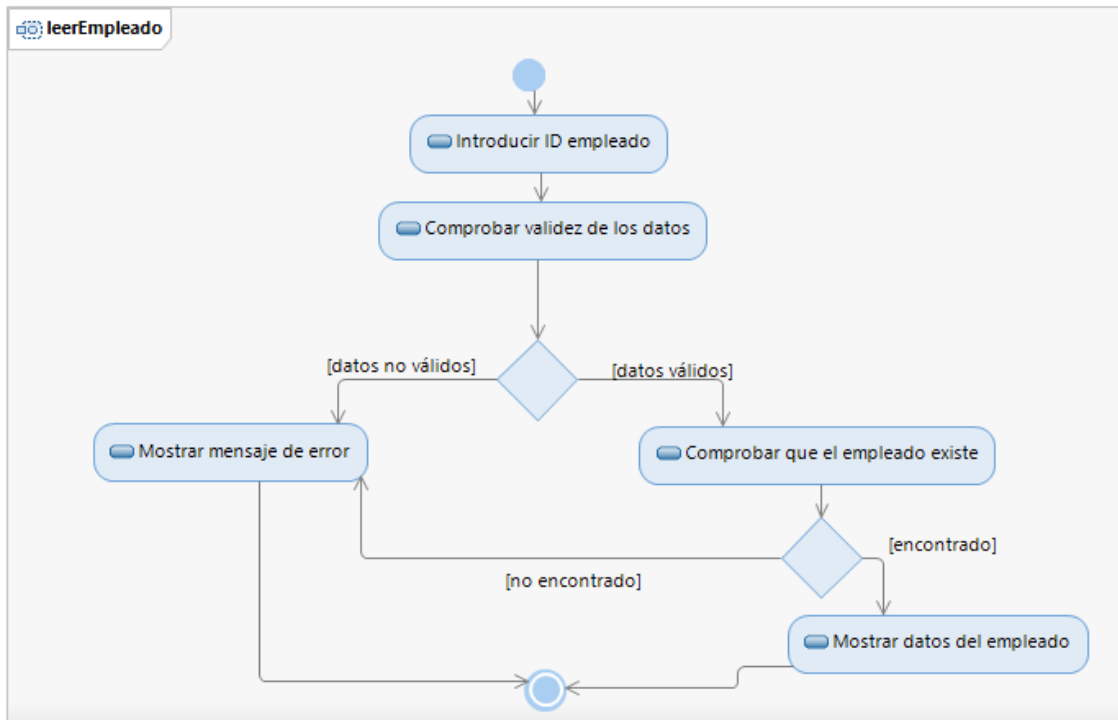 leerEmpleado
Introducir ID empleado
Comprobar validez de los datos
[datos no válidos]
[datos válidos]
Mostrar mensaje de error
Comprobar que el empleado existe
[encontrado]
[no encontrado]
Mostrar datos del empleado